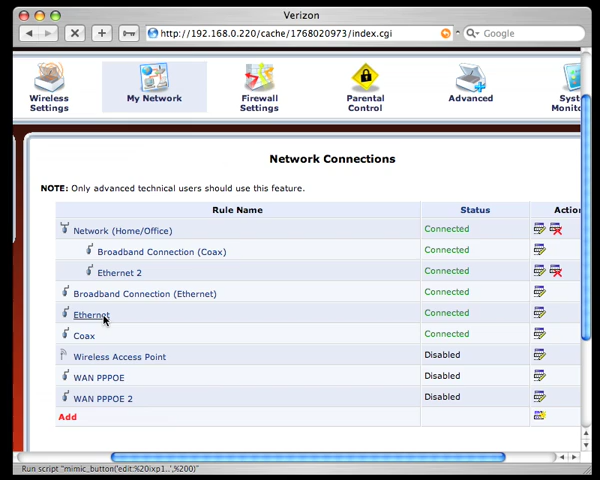 Verizon
http://192.168.0.220/cache/1768020973/index.cgi
Google
Wireless Settings
My Network
Firewall Settings
Parental Control
Advanced
Syst
Monito
Network Connections
NOTE: Only advanced technical users should use this feature.
Rule Name Status Action
Network (Home/Office) Connected
Broadband Connection (Coax) Connected
Ethernet 2 Connected
Broadband Connection (Ethernet) Connected
Ethernet Connected
Coax Connected
Wireless Access Point Disabled
WAN PPPOE Disabled
WAN PPPOE 2 Disabled
Add
Run script "mimic_button('edit:%20ixp1..',%200)"